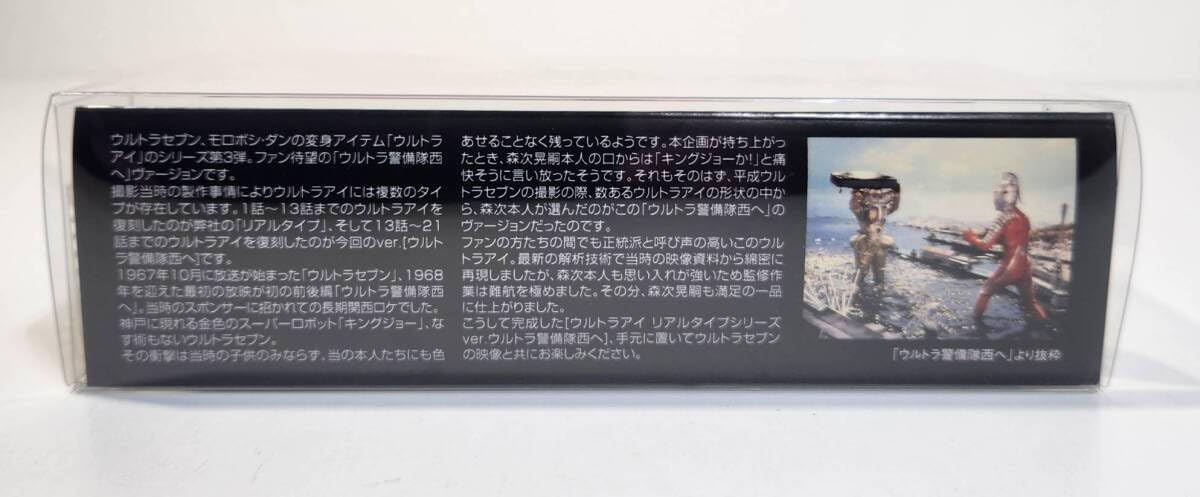 ウルトラセブン、モロボシ・ダンの変身アイテム「ウルトラ
アイ」のシリーズ第3弾。ファン待望の「ウルトラ警備隊西
へ」ヴァージョンです。
撮影当時の製作事情によりウルトラアイには複数のタイ
プが存在しています。1話〜13話までのウルトラアイを
復刻したのが弊社の「リアルタイプ」、そして13話〜21
話までのウルトラアイを復刻したのが今回のver.[ウルト
ラ警備隊西へ]です。
1967年10月に放送が始まった「ウルトラセブン」、1968
年を迎えた最初の放映が初の前後編「ウルトラ警備隊西
へ」。当時のスポンサーに招かれての長期関西ロケでした。
神戸に現れる金色のスーパーロボット「キングジョー」、な
す術もないウルトラセブン。
その衝撃は当時の子供のみならず、当の本人たちにも色
あせることなく残っているようです。本企画が持ち上がっ
たとき、森次晃嗣本人の口からは「キングジョーか!」と痛
快そうに言い放ったそうです。それもそのはず、平成ウル
トラセブンの撮影の際、数あるウルトラアイの形状の中か
ら、森次本人が選んだのがこの「ウルトラ警備隊西へ」の
ヴァージョンだったのです。
ファンの方たちの間でも正統派と呼び声の高いこのウル
トラアイ。最新の解析技術で当時の映像資料から綿密に
再現しましたが、森次本人も思い入れが強いため監修作
業は難航を極めました。その分、森次晃嗣も満足の一品
に仕上がりました。
こうして完成した[ウルトラアイ リアルタイプシリーズ
ver.ウルトラ警備隊西へ]、手元に置いてウルトラセブン
の映像と共にお楽しみください。
「ウルトラ警備隊西へ」より抜粋